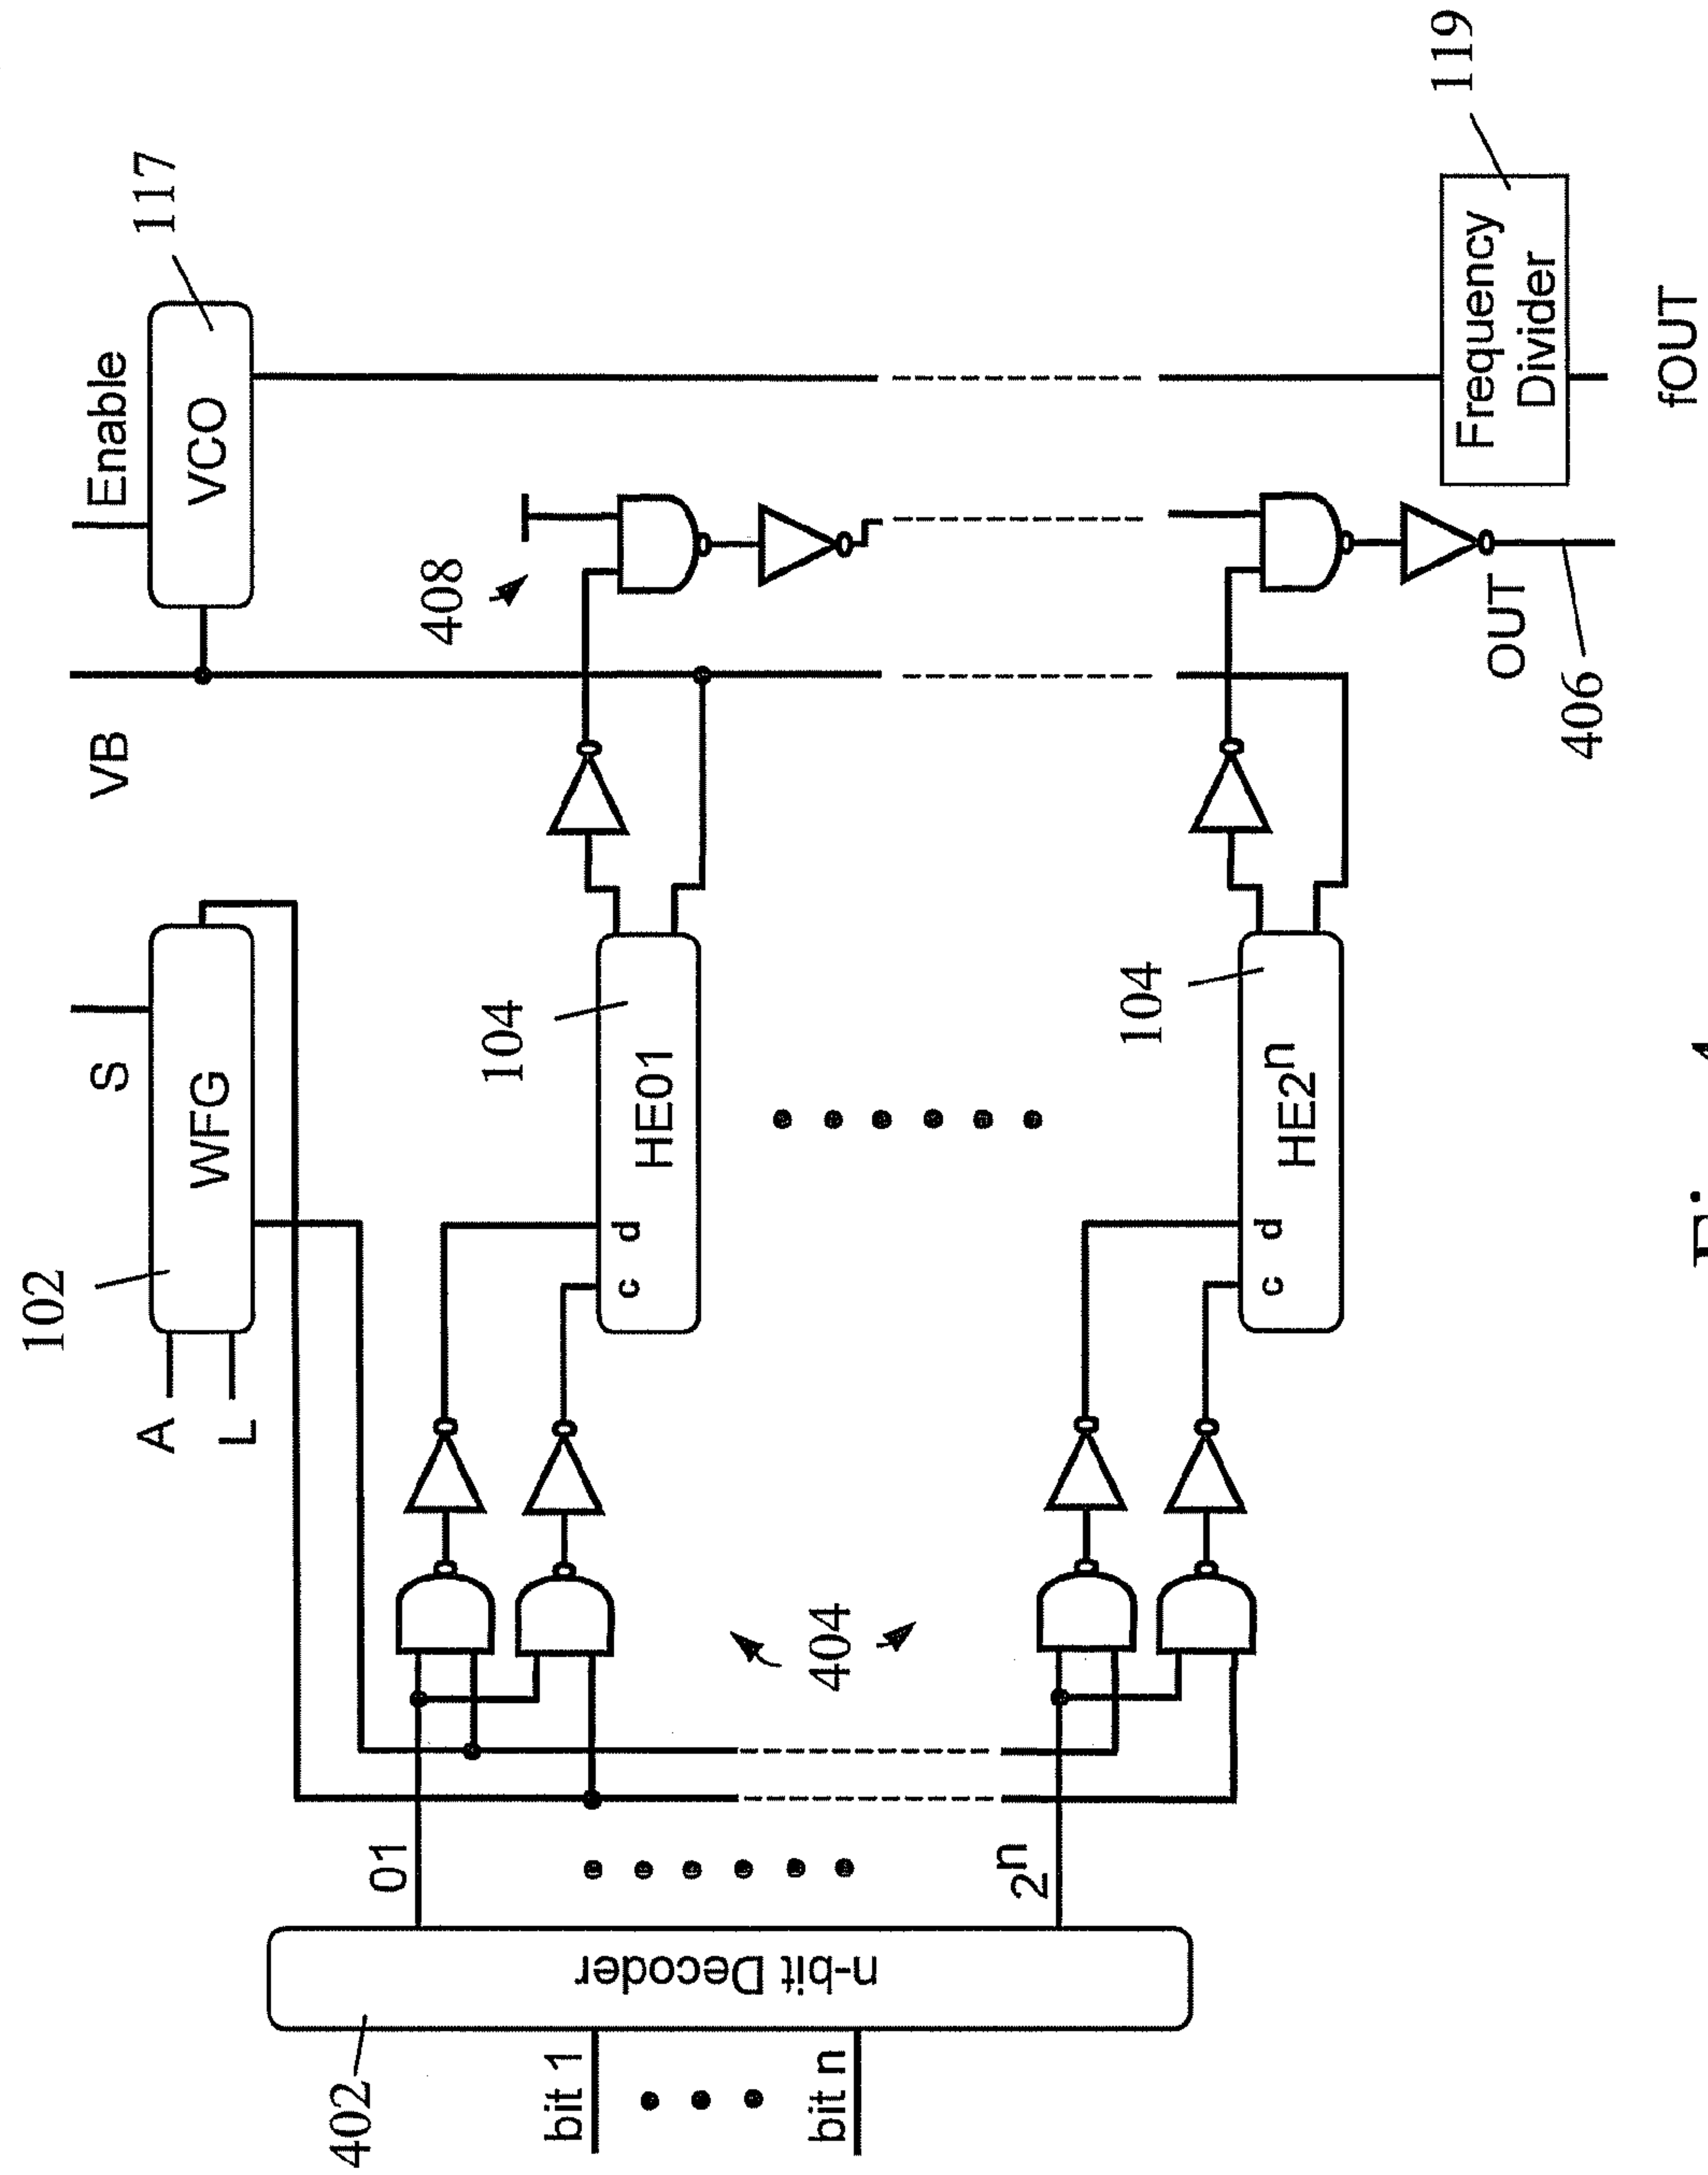 102
S
WFG
A
L
VB
Enable
VCO
117
408
402
n-bit Decoder
bit 1
bit n
01
2n
404
104
c d HE01
104
c d HE2n
OUT
406
Frequency
Divider
119
fOUT